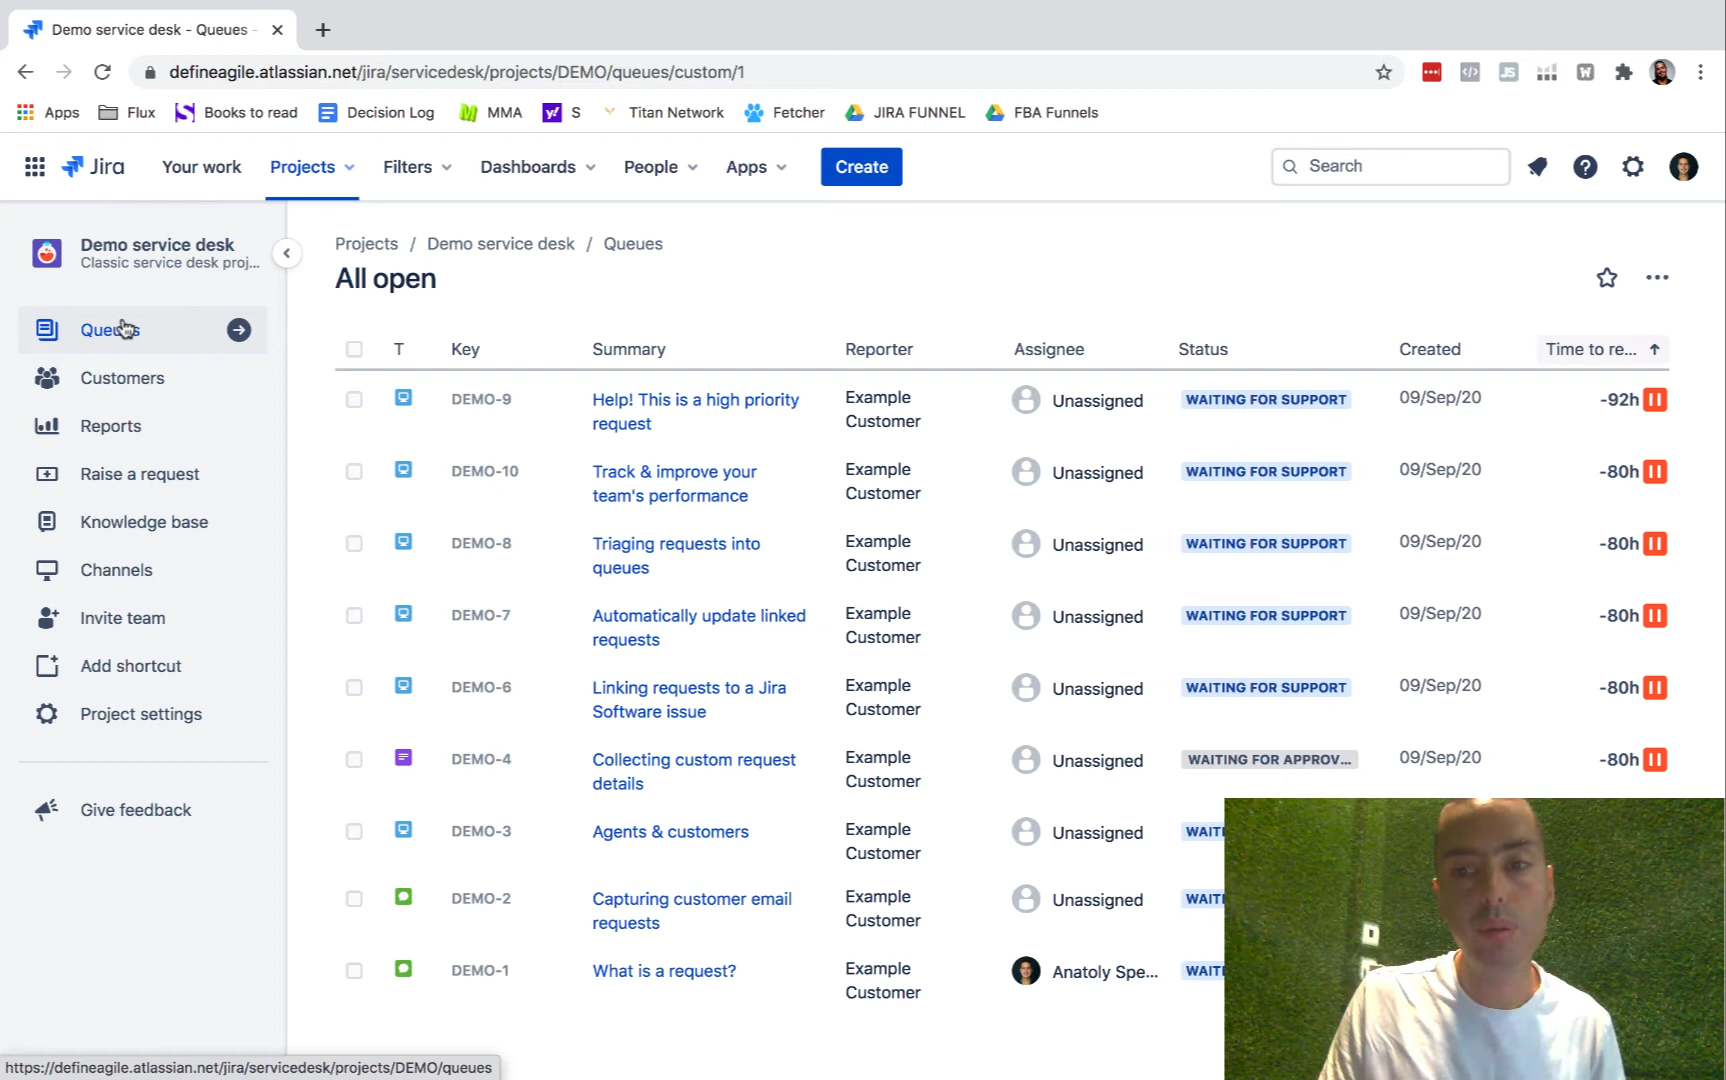 Demo service desk - Queues -
defineagile.atlassian.net/jira/servicedesk/projects/DEMO/queues/custom/1
Apps Flux Books to read Decision Log MMA S Titan Network Fetcher JIRA FUNNEL FBA Funnels
Jira Your work Projects Filters Dashboards People Apps Create Search
Demo service desk
Classic service desk proj...
Queues
Customers
Reports
Raise a request
Knowledge base
Channels
Invite team
Add shortcut
Project settings
Give feedback
Projects / Demo service desk / Queues
All open
T Key Summary Reporter Assignee Status Created Time to re...
DEMO-9 Help! This is a high priority request Example Customer Unassigned WAITING FOR SUPPORT 09/Sep/20 -92h
DEMO-10 Track & improve your team's performance Example Customer Unassigned WAITING FOR SUPPORT 09/Sep/20 -80h
DEMO-8 Triaging requests into queues Example Customer Unassigned WAITING FOR SUPPORT 09/Sep/20 -80h
DEMO-7 Automatically update linked requests Example Customer Unassigned WAITING FOR SUPPORT 09/Sep/20 -80h
DEMO-6 Linking requests to a Jira Software issue Example Customer Unassigned WAITING FOR SUPPORT 09/Sep/20 -80h
DEMO-4 Collecting custom request details Example Customer Unassigned WAITING FOR APPROV... 09/Sep/20 -80h
DEMO-3 Agents & customers Example Customer Unassigned WAITI
DEMO-2 Capturing customer email requests Example Customer Unassigned WAITI
DEMO-1 What is a request? Example Customer Anatoly Spe... WAITI
https://defineagile.atlassian.net/jira/servicedesk/projects/DEMO/queues